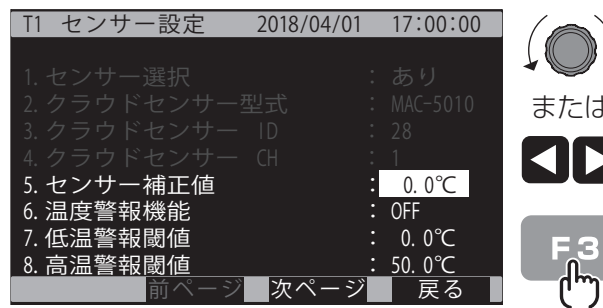 T1 センサー設定 2018/04/01 17:00:00
1. センサー選択 : あり
2. クラウドセンサー型式 : MAC-5010
3. クラウドセンサー ID : 28
4. クラウドセンサー CH : 1
5. センサー補正値 : 0.0℃
6. 温度警報機能 : OFF
7. 低温警報閾値 : 0.0℃
8. 高温警報閾値 : 50.0℃
前ページ 次ページ 戻る
または
F3